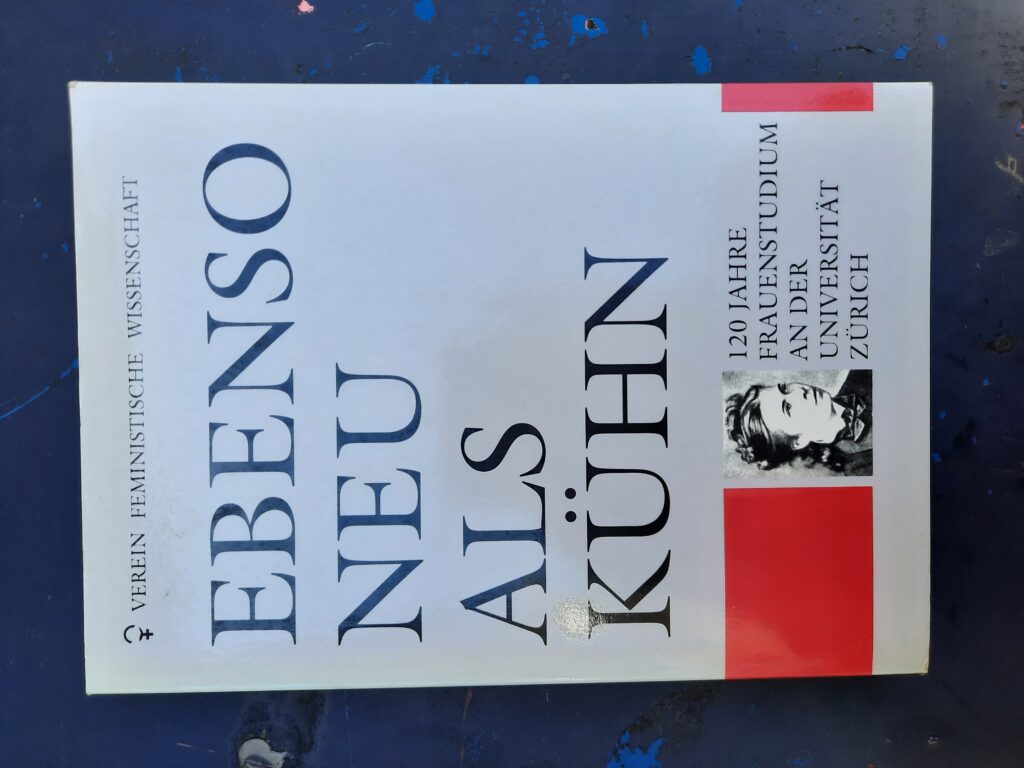 VEREIN FEMINISTISCHE WISSENSCHAFT
EBENSO
NEU
ALS
KÜHN
120 JAHRE
FRAUENSTUDIUM
AN DER
UNIVERSITÄT
ZÜRICH